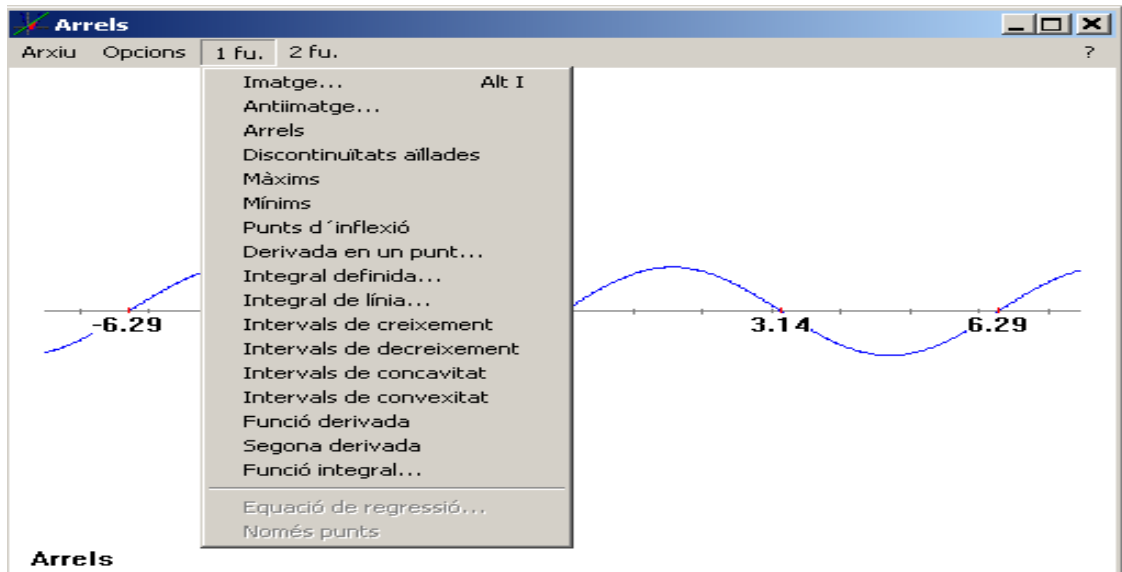 Arrels
Arxiu Opcions 1 fu. 2 fu. ?
Imatge... Alt I
Antiimatge...
Arrels
Discontinuïtats aïllades
Màxims
Mínims
Punts d´inflexió
Derivada en un punt...
Integral definida...
Integral de línia...
Intervals de creixement
Intervals de decreixement
Intervals de concavitat
Intervals de convexitat
Funció derivada
Segona derivada
Funció integral...
Equació de regressió...
Només punts
-6.29 3.14 6.29
Arrels